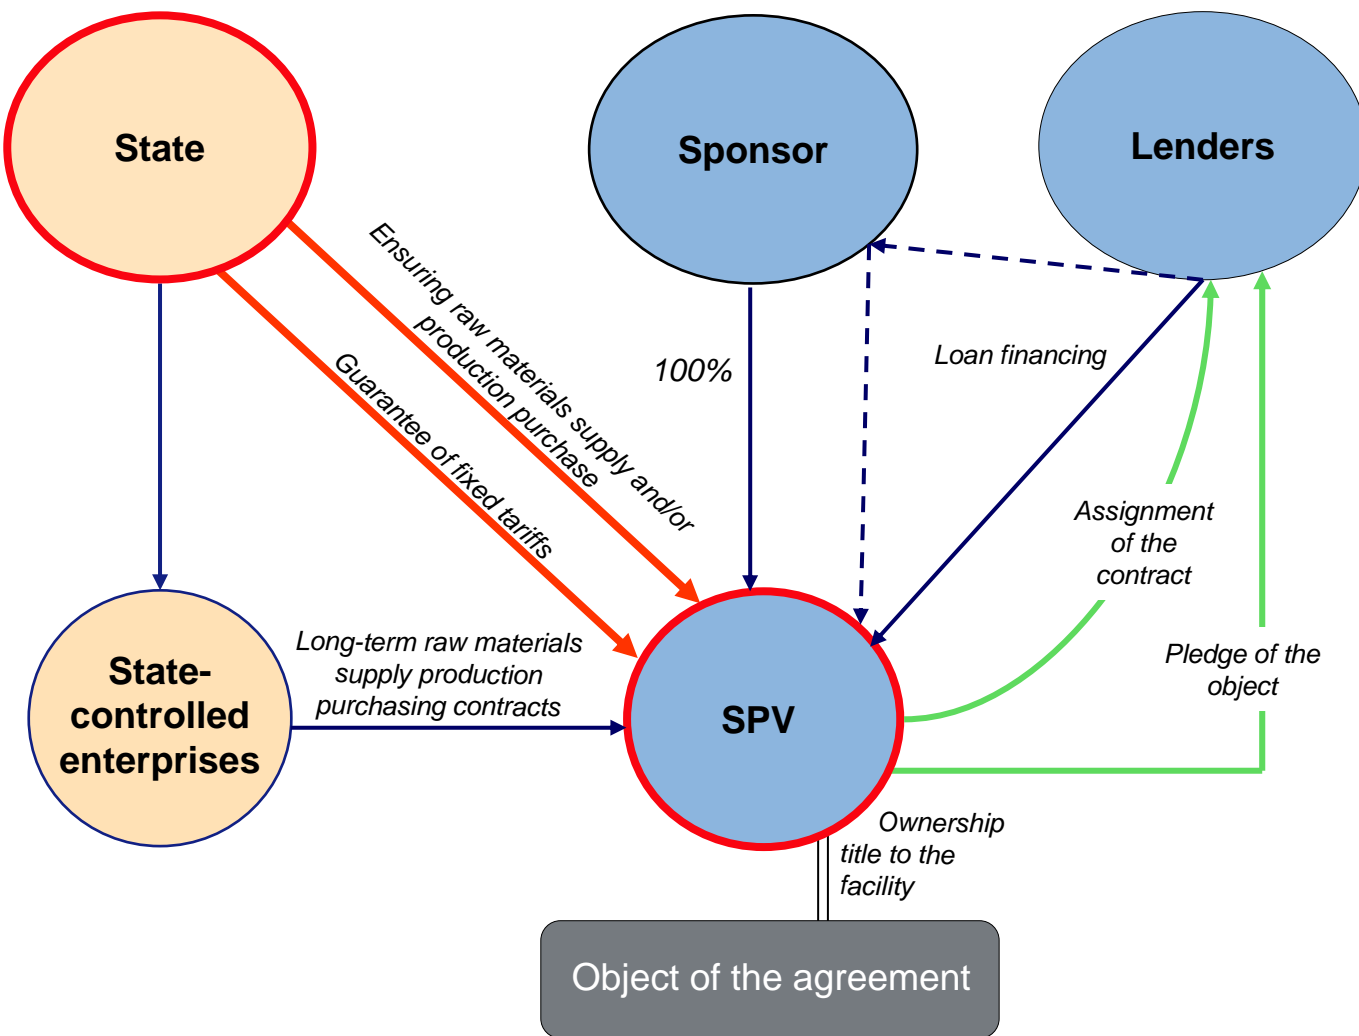 State
Sponsor
Lenders
Ensuring raw materials supply and/or
production purchase
Guarantee of fixed tariffs
100%
Loan financing
Assignment
of the
contract
Pledge of the
object
State-
controlled
enterprises
Long-term raw materials
supply production
purchasing contracts
SPV
Ownership
title to the
facility
Object of the agreement